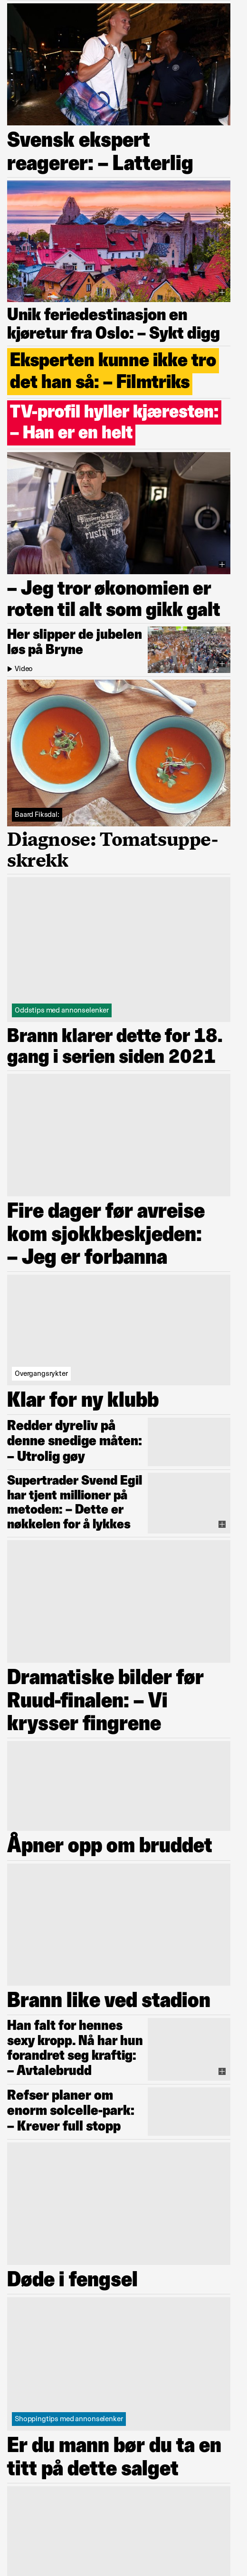 Svensk ekspert
reagerer: – Latterlig
Unik feriedestinasjon en
kjøretur fra Oslo: – Sykt digg
Eksperten kunne ikke tro
det han så: – Filmtriks
TV-profil hyller kjæresten:
– Han er en helt
– Jeg tror økonomien er
roten til alt som gikk galt
Her slipper de jubelen
løs på Bryne
Video
Baard Fiksdal:
Diagnose: Tomatsuppe-
skrekk
Oddstips med annonselenker
Brann klarer dette for 18.
gang i serien siden 2021
Fire dager før avreise
kom sjokkbeskjeden:
– Jeg er forbanna
Overgangsrykter
Klar for ny klubb
Redder dyreliv på
denne snedige måten:
– Utrolig gøy
Supertrader Svend Egil
har tjent millioner på
metoden: – Dette er
nøkkelen for å lykkes
Dramatiske bilder før
Ruud-finalen: – Vi
krysser fingrene
Åpner opp om bruddet
Brann like ved stadion
Han falt for hennes
sexy kropp. Nå har hun
forandret seg kraftig:
– Avtalebrudd
Refser planer om
enorm solcelle-park:
– Krever full stopp
Døde i fengsel
Shoppingtips med annonselenker
Er du mann bør du ta en
titt på dette salget